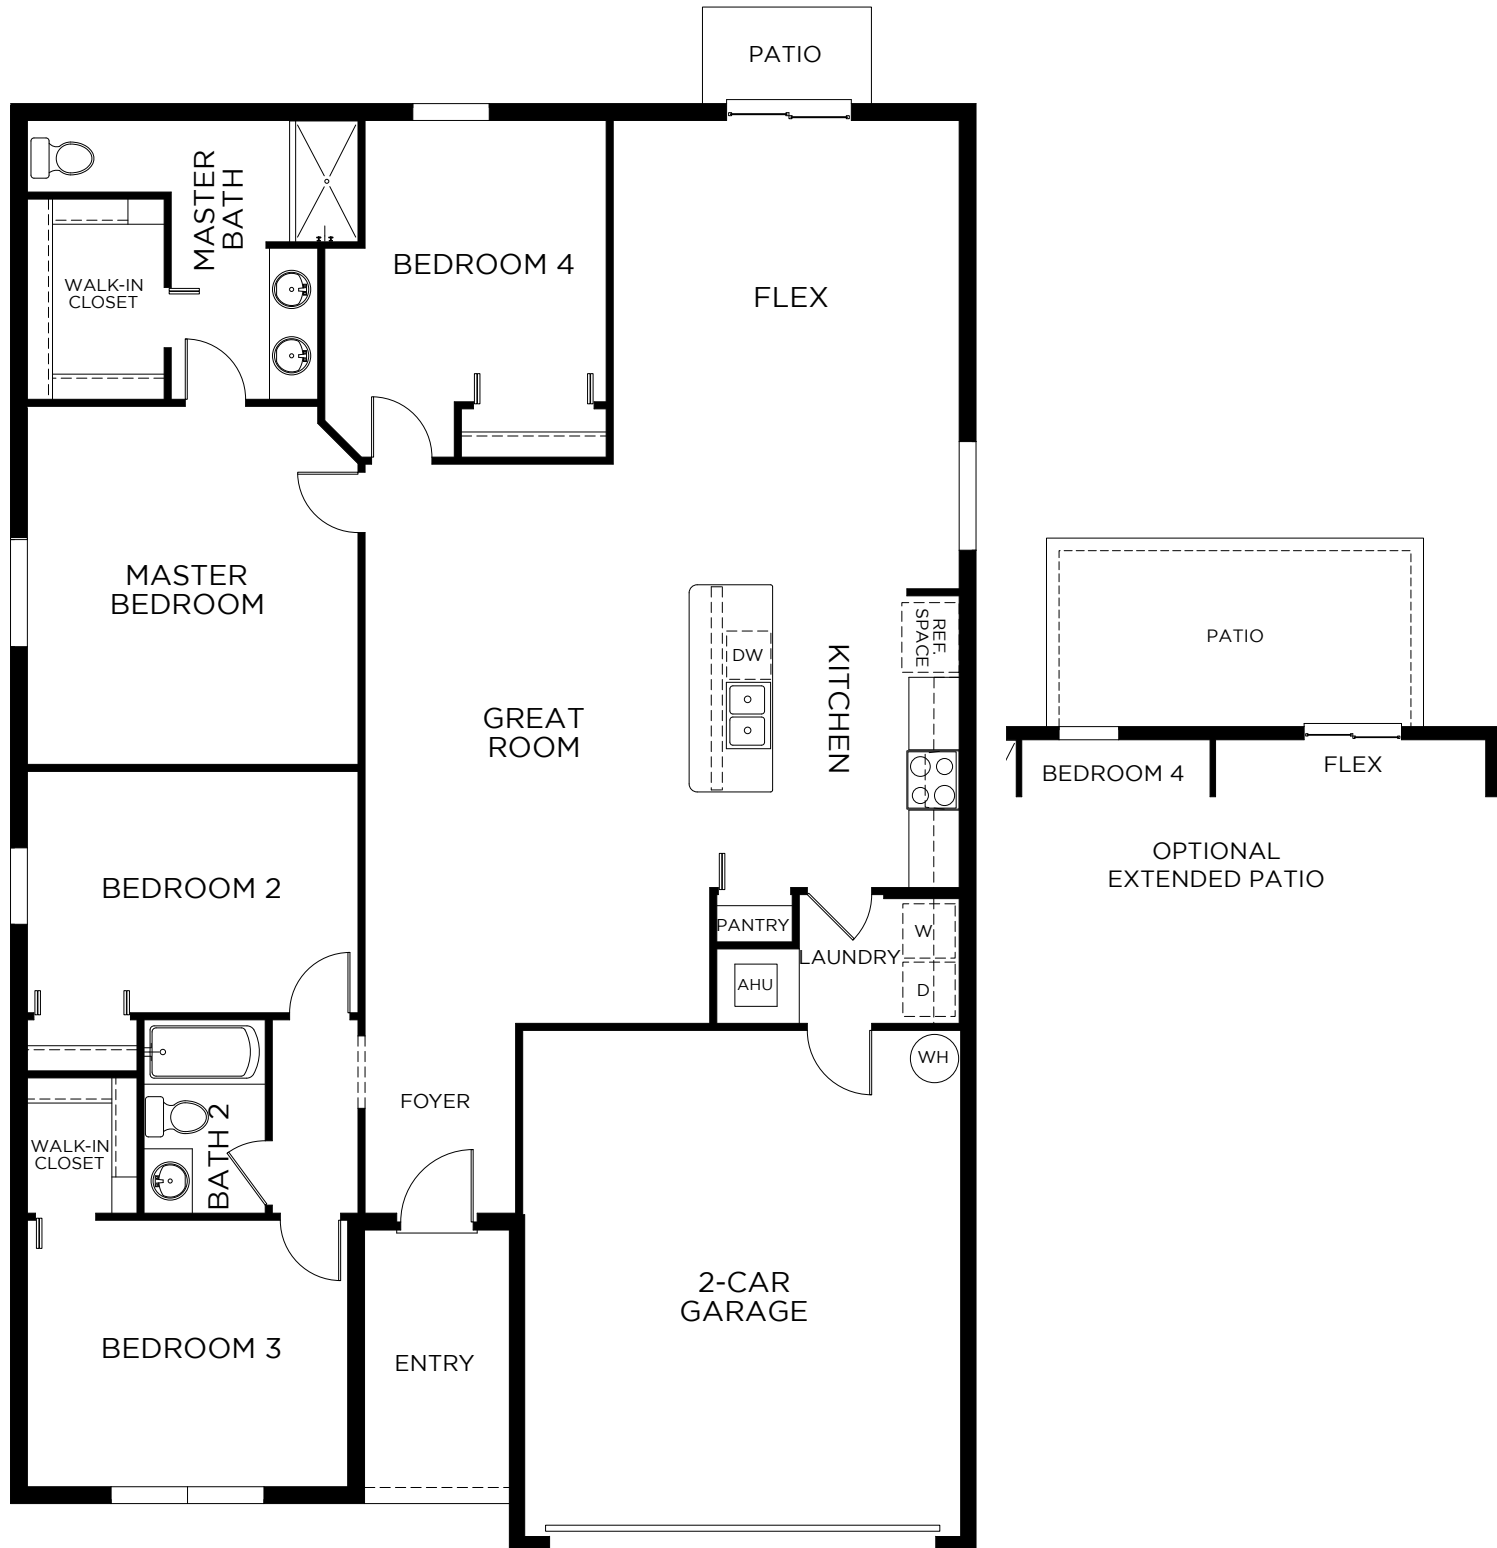 PATIO
MASTER
BATH
BEDROOM 4
WALK-IN
CLOSET
FLEX
MASTER
BEDROOM
REF.
SPACE
DW
KITCHEN
GREAT
ROOM
BEDROOM 2
PANTRY
W
LAUNDRY
AHU
D
WH
FOYER
BATH 2
WALK-IN
CLOSET
2-CAR
GARAGE
BEDROOM 3
ENTRY
PATIO
BEDROOM 4
FLEX
OPTIONAL
EXTENDED PATIO